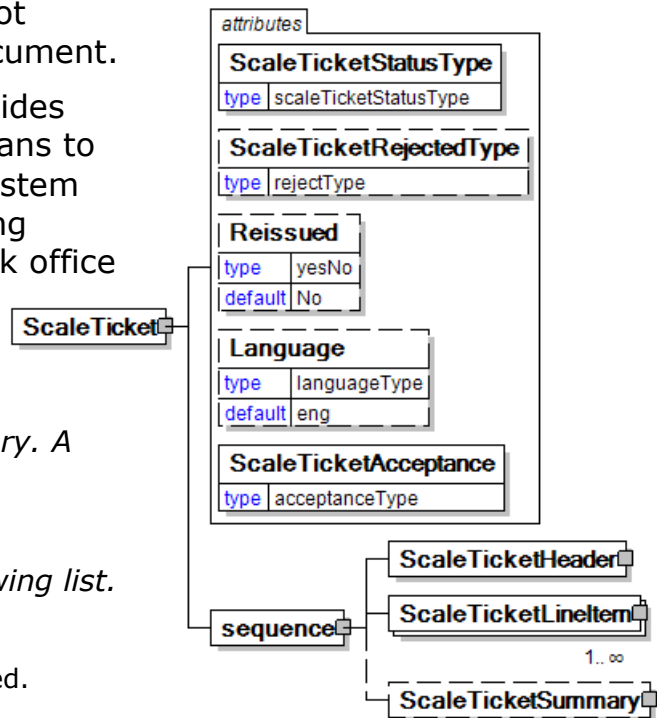 ot
cument.
ides
ans to
stem
ng
k office
ry. A
ving list.
ed.
attributes
ScaleTicketStatusType
type scaleTicketStatusType
ScaleTicketRejectedType
type rejectType
Reissued
type yesNo
default No
Language
type languageType
default eng
ScaleTicketAcceptance
type acceptanceType
ScaleTicket
sequence
ScaleTicketHeader
ScaleTicketLineItem
1.. ∞
ScaleTicketSummary